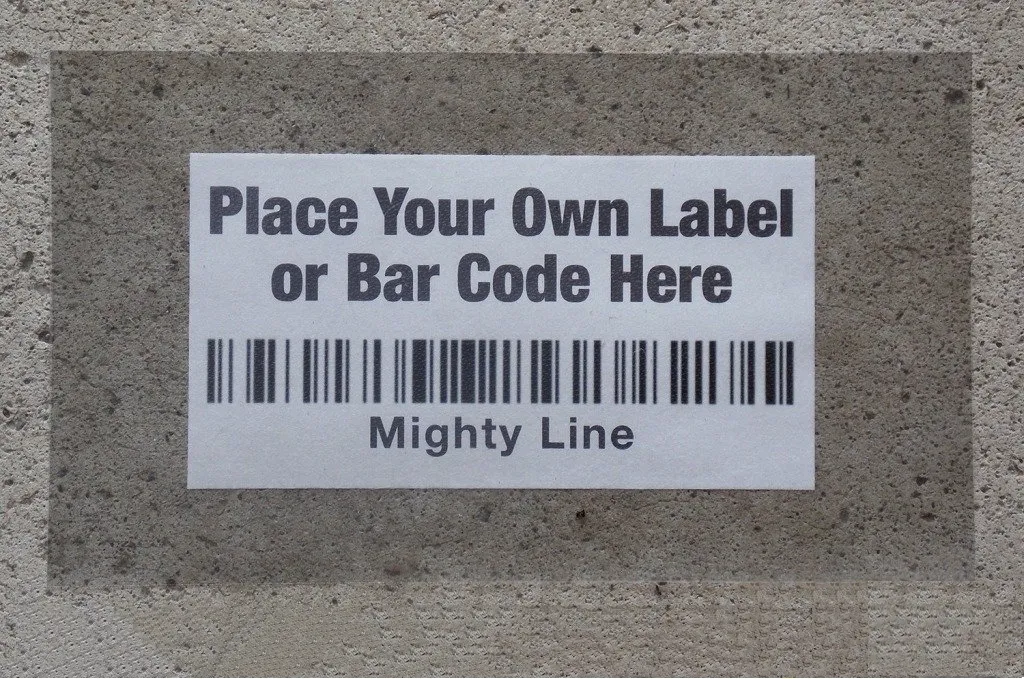 Place Your Own Label
or Bar Code Here
Mighty Line